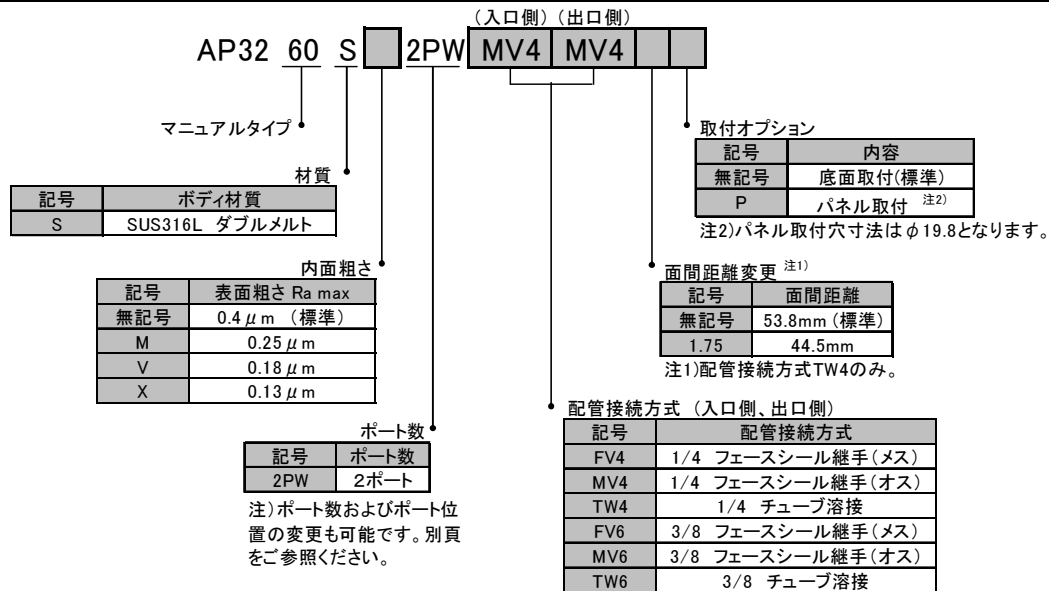 (入口側) (出口側)
AP32 60 S 2PW MV4 MV4
マニュアルタイプ
取付オプション
記号 内容
無記号 底面取付(標準)
P パネル取付 注2)
注2)パネル取付穴寸法はφ19.8となります。
材質
記号 ボディ材質
S SUS316L ダブルメルト
内面粗さ
記号 表面粗さ Ra max
無記号 0.4μm (標準)
M 0.25μm
V 0.18μm
X 0.13μm
面間距離変更 注1)
記号 面間距離
無記号 53.8mm(標準)
1.75 44.5mm
注1)配管接続方式TW4のみ。
ポート数
記号 ポート数
2PW 2ポート
注)ポート数およびポート位
置の変更も可能です。別頁
をご参照ください。
配管接続方式 (入口側、出口側)
記号 配管接続方式
FV4 1/4 フェースシール継手(メス)
MV4 1/4 フェースシール継手(オス)
TW4 1/4 チューブ溶接
FV6 3/8 フェースシール継手(メス)
MV6 3/8 フェースシール継手(オス)
TW6 3/8 チューブ溶接